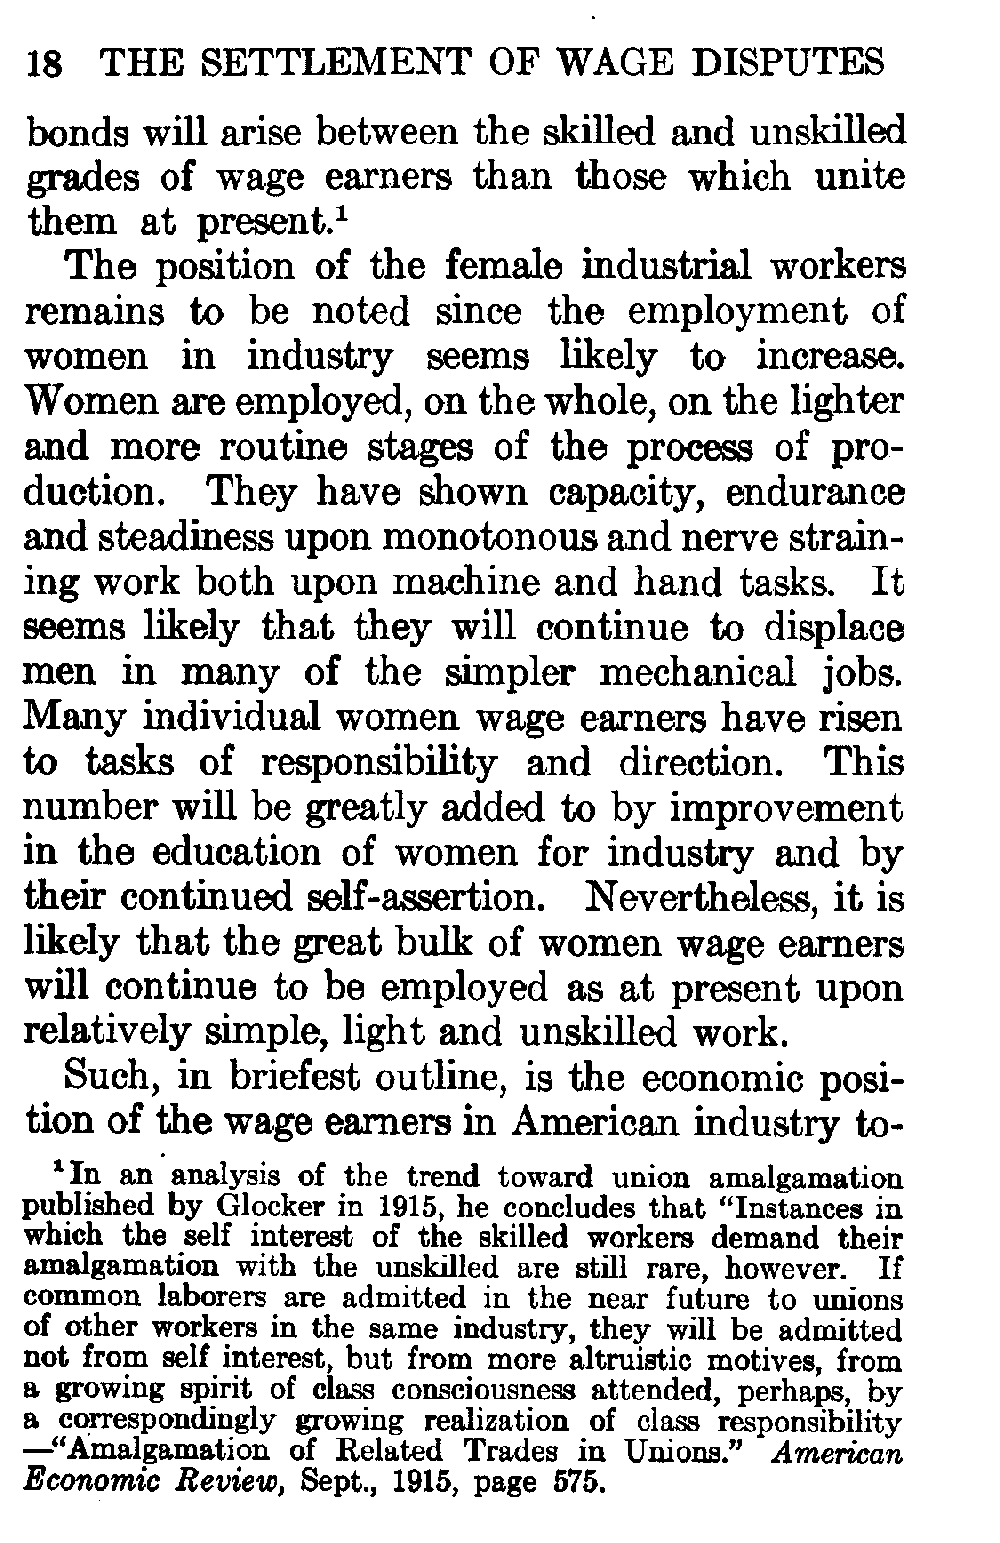 18 THE SETTLEMENT OF WAGE DISPUTES
bonds will arise between the skilled and unskilled
grades of wage earners than those which unite
them at present.¹
The position of the female industrial workers
remains to be noted since the employment of
women in industry seems likely to increase.
Women are employed, on the whole, on the lighter
and more routine stages of the process of pro-
duction. They have shown capacity, endurance
and steadiness upon monotonous and nerve strain-
ing work both upon machine and hand tasks. It
seems likely that they will continue to displace
men in many of the simpler mechanical jobs.
Many individual women wage earners have risen
to tasks of responsibility and direction. This
number will be greatly added to by improvement
in the education of women for industry and by
their continued self-assertion. Nevertheless, it is
likely that the great bulk of women wage earners
will continue to be employed as at present upon
relatively simple, light and unskilled work.
Such, in briefest outline, is the economic posi-
tion of the wage earners in American industry to-
¹In an analysis of the trend toward union amalgamation
published by Glocker in 1915, he concludes that “Instances in
which the self interest of the skilled workers demand their
amalgamation with the unskilled are still rare, however. If
common laborers are admitted in the near future to unions
of other workers in the same industry, they will be admitted
not from self interest, but from more altruistic motives, from
a growing spirit of class consciousness attended, perhaps, by
a correspondingly growing realization of class responsibility
—“Amalgamation of Related Trades in Unions.” American
Economic Review, Sept., 1915, page 575.